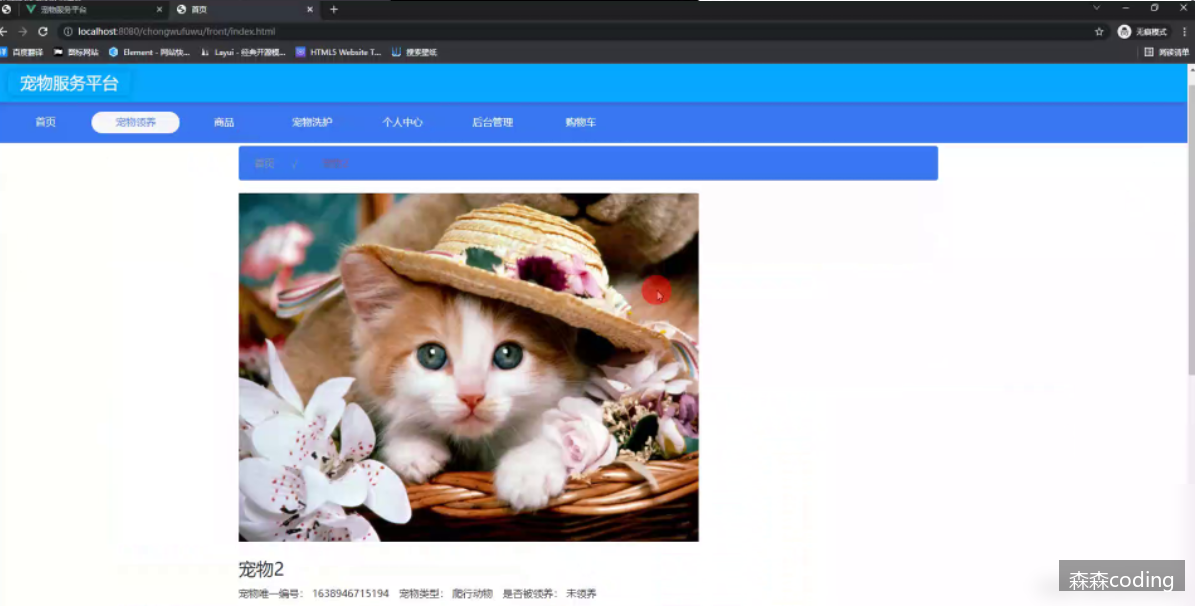 宠物服务平台
首页
localhost:8080/chongwufuwu/front/index.html
无痕模式
百度翻译 图标网站 Element - 网站快... Layui - 经典开源模... HTML5 Website T... 搜索壁纸 阅读清单
宠物服务平台
首页 宠物领养 商品 宠物洗护 个人中心 后台管理 购物车
首页 /
宠物2
宠物唯一编号： 1638946715194 宠物类型： 爬行动物 是否被领养： 未领养
森森coding